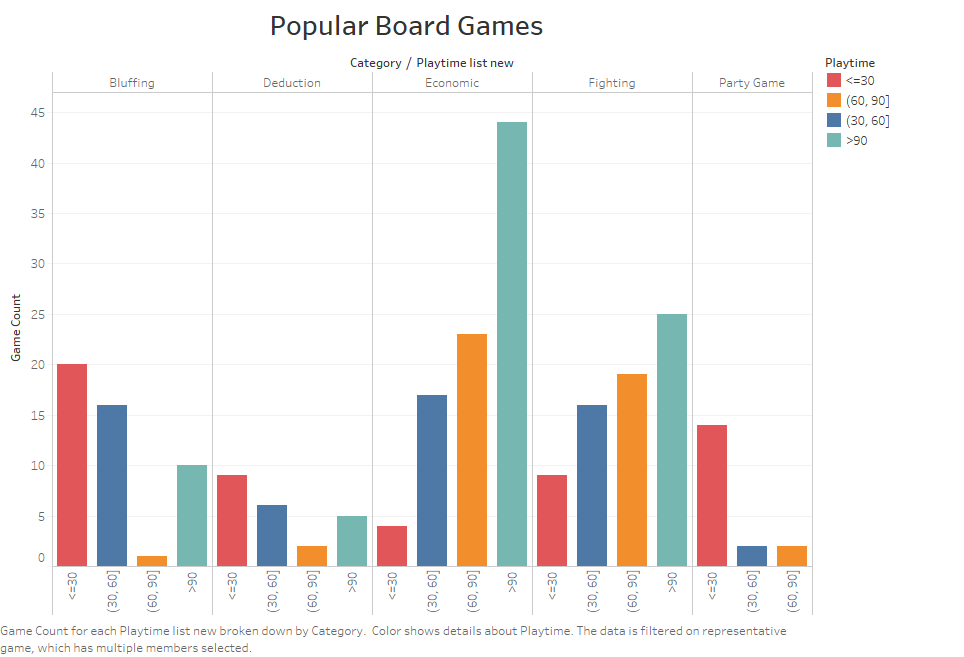 Popular Board Games
Category / Playtime list new
Bluffing Deduction Economic Fighting Party Game
Playtime
<=30
(60, 90]
(30, 60]
>90
Game Count
45
40
35
30
25
20
15
10
5
0
<=30 (30, 60] (60, 90] >90 <=30 (30, 60] (60, 90] >90 <=30 (30, 60] (60, 90] >90 <=30 (30, 60] (60, 90] >90 <=30 (30, 60] (60, 90]
Game Count for each Playtime list new broken down by Category. Color shows details about Playtime. The data is filtered on representative
game, which has multiple members selected.